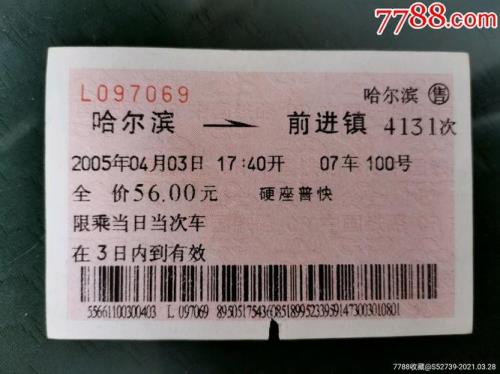 7788.com
L097069
哈尔滨 售
哈尔滨 前进镇 4131次
2005年04月03日 17:40开 07车 100号
全 价56.00元 硬座普快
限乘当日当次车
在3日内到有效
55661100300403 L 097069
7788收藏@S52739-2021.03.28